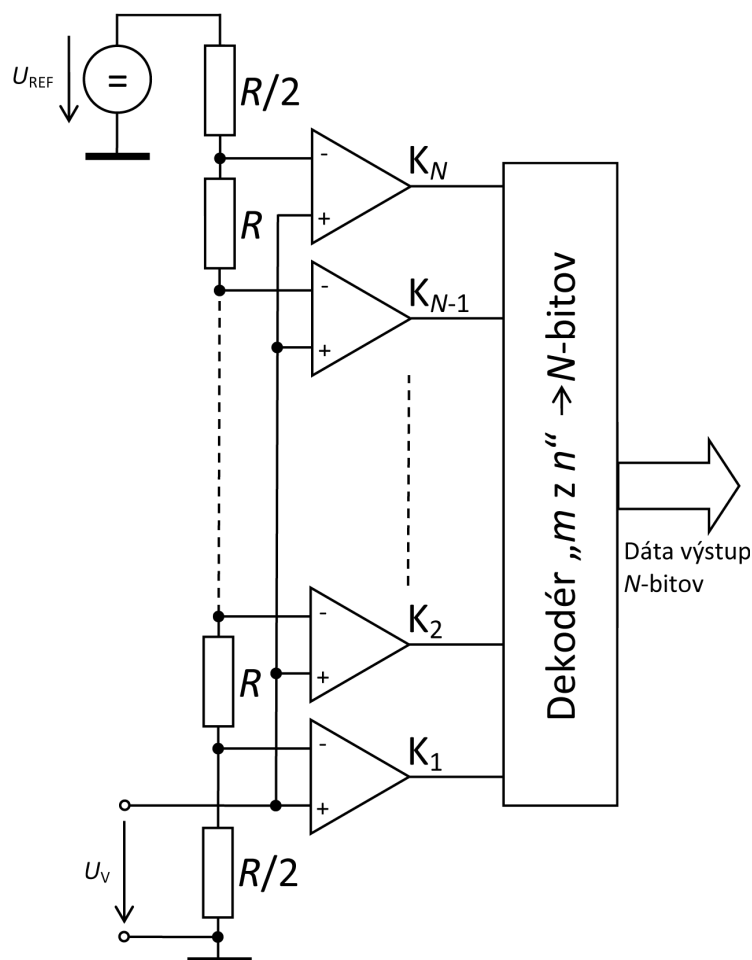 U_REF
=
R/2
-
K_N
+
R
-
K_N-1
+
Dekodér „m z n“ →N-bitov
Dáta výstup
N-bitov
-
K_2
+
R
-
K_1
+
U_V
R/2